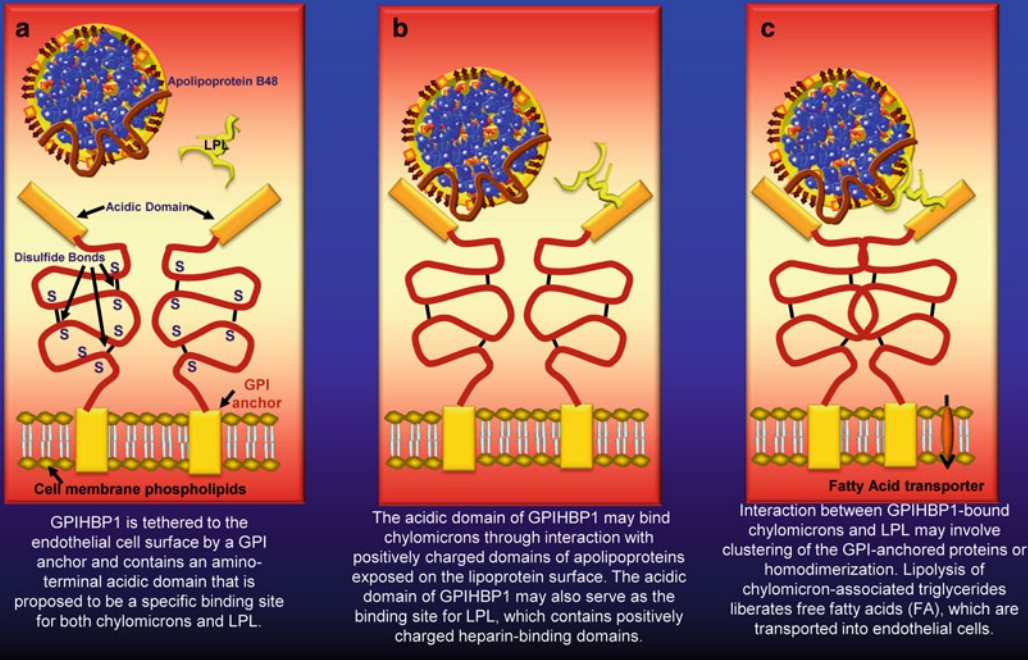 a
Apolipoprotein B48
LPL
Acidic Domain
Disulfide Bonds
S
S
S
S
S
S
S
S
S
S
S
S
GPI
anchor
Cell membrane phospholipids
GPIHBP1 is tethered to the
endothelial cell surface by a GPI
anchor and contains an amino-
terminal acidic domain that is
proposed to be a specific binding site
for both chylomicrons and LPL.
b
The acidic domain of GPIHBP1 may bind
chylomicrons through interaction with
positively charged domains of apolipoproteins
exposed on the lipoprotein surface. The acidic
domain of GPIHBP1 may also serve as the
binding site for LPL, which contains positively
charged heparin-binding domains.
c
Fatty Acid transporter
Interaction between GPIHBP1-bound
chylomicrons and LPL may involve
clustering of the GPI-anchored proteins or
homodimerization. Lipolysis of
chylomicron-associated triglycerides
liberates free fatty acids (FA), which are
transported into endothelial cells.